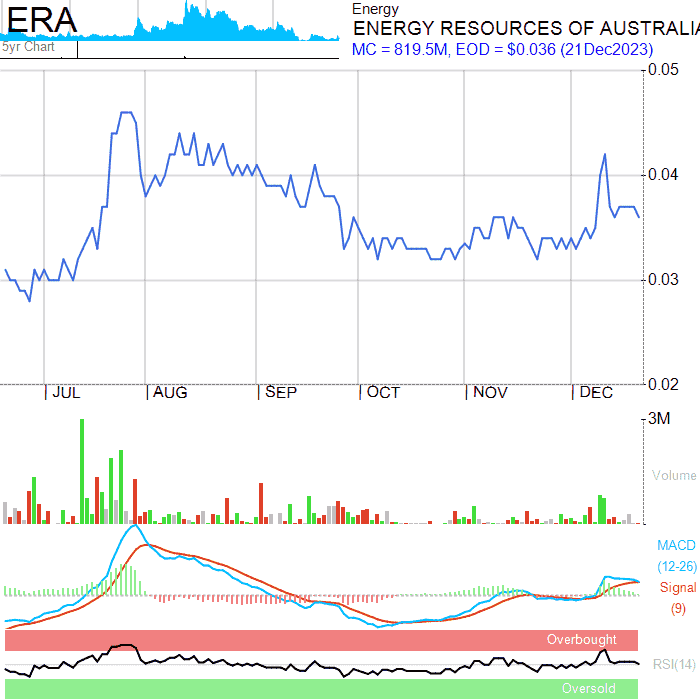 ERA
5yr Chart
Energy
ENERGY RESOURCES OF AUSTRALIA
MC = 819.5M, EOD = $0.036 (21Dec2023)
0.05
0.04
0.03
0.02
JUL AUG SEP OCT NOV DEC
3M
Volume
MACD
(12-26)
Signal
(9)
Overbought
RSI(14)
Oversold